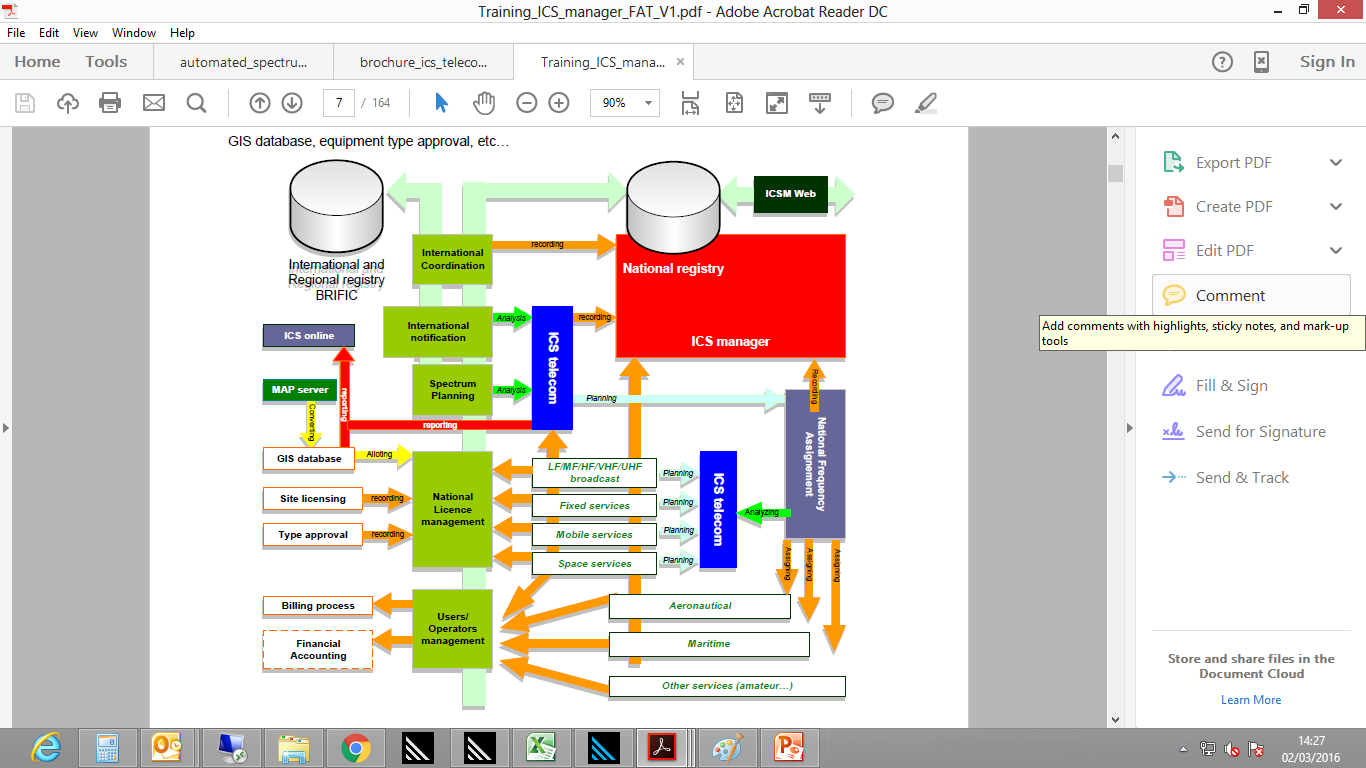 Training_ICS_manager_FAT_V1.pdf - Adobe Acrobat Reader DC
File Edit View Window Help
Home Tools automated_spectru... brochure_ics_teleco... Training_ICS_mana... × Sign In
7 / 164 90%
GIS database, equipment type approval, etc…
ICSM Web
International and
Regional registry
BRIFIC
International
Coordination
recording
National registry
ICS manager
International
notification
Analysis
ICS telecom
recording
ICS online
MAP server
reporting
Converting
Spectrum
Planning
Analysis
Planning
Recording
reporting
National Frequency
Assignement
GIS database
Alloting
Site licensing
recording
Type approval
recording
National
Licence
management
LF/MF/HF/VHF/UHF
broadcast
Planning
Fixed services
Planning
Mobile services
Planning
Space services
Planning
ICS telecom
Analyzing
Assigning
Assigning
Assigning
Billing process
Financial
Accounting
Users/
Operators
management
Aeronautical
Maritime
Other services (amateur…)
Export PDF
Create PDF
Edit PDF
Comment
Add comments with highlights, sticky notes, and mark-up
tools
Fill & Sign
Send for Signature
Send & Track
Store and share files in the
Document Cloud
Learn More
14:27
02/03/2016